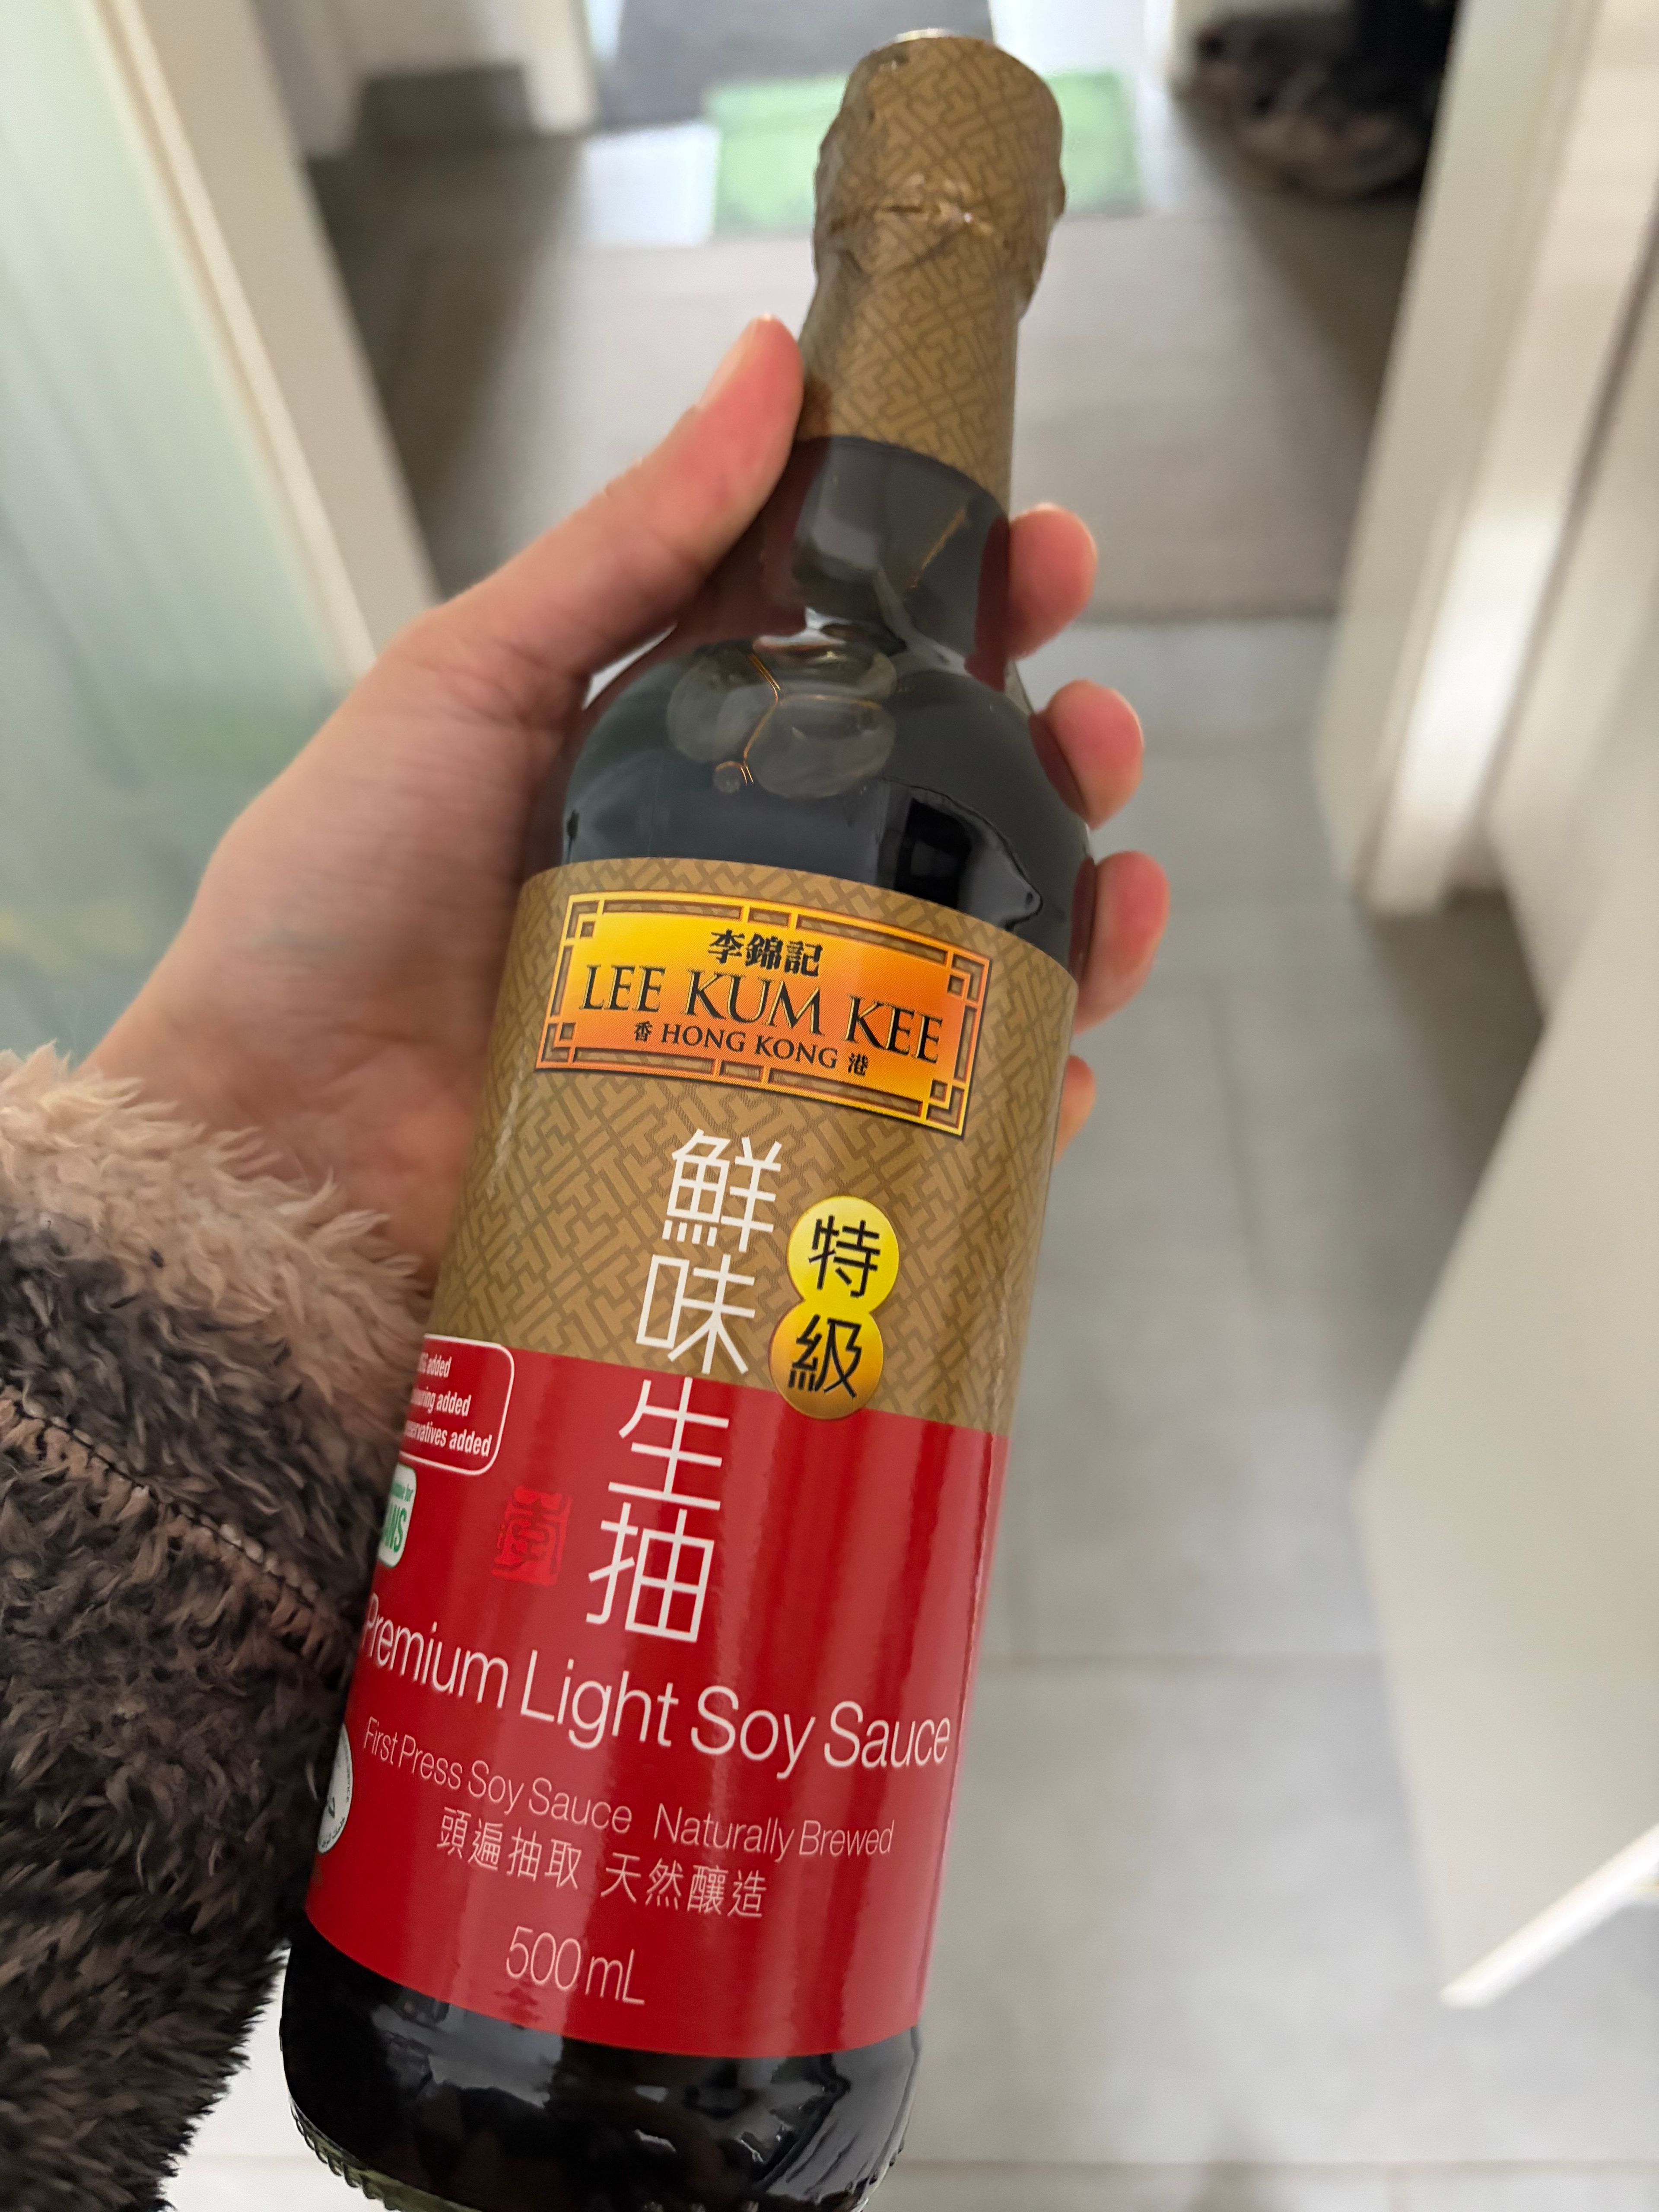 李錦記
LEE KUM KEE
香 HONG KONG 港
鮮味生抽
特級
added
added
added
Premium Light Soy Sauce
First Press Soy Sauce Naturally Brewed
頭遍抽取 天然釀造
500 mL